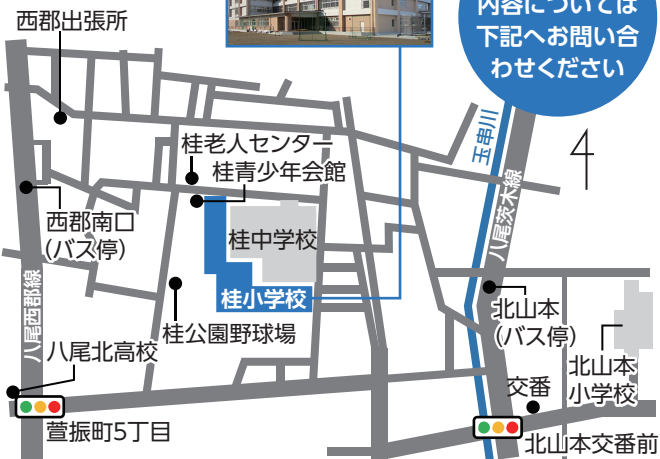 内容については
下記へお問い合
わせください
西郡出張所
桂老人センター
桂青少年会館
玉串川
八尾茨木線
西郡南口
(バス停)
桂中学校
桂小学校
八尾西郡線
桂公園野球場
北山本
(バス停)
八尾北高校
北山本
小学校
交番
萱振町5丁目
北山本交番前